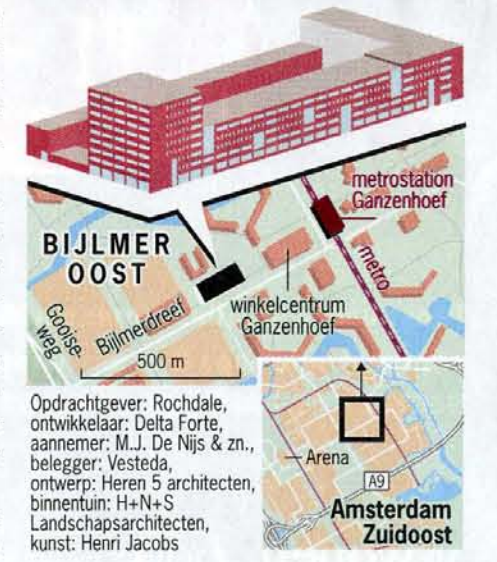 metrostation
Ganzenhoef
BIJLMER
OOST
metro
Gooise-
weg
Bijlmerdreef
winkelcentrum
Ganzenhoef
500 m
Opdrachtgever: Rochdale,
ontwikkelaar: Delta Forte,
aannemer: M.J. De Nijs & zn.,
belegger: Vesteda,
ontwerp: Heren 5 architecten,
binnentuin: H+N+S
Landschapsarchitecten,
kunst: Henri Jacobs
Arena
A9
Amsterdam
Zuidoost